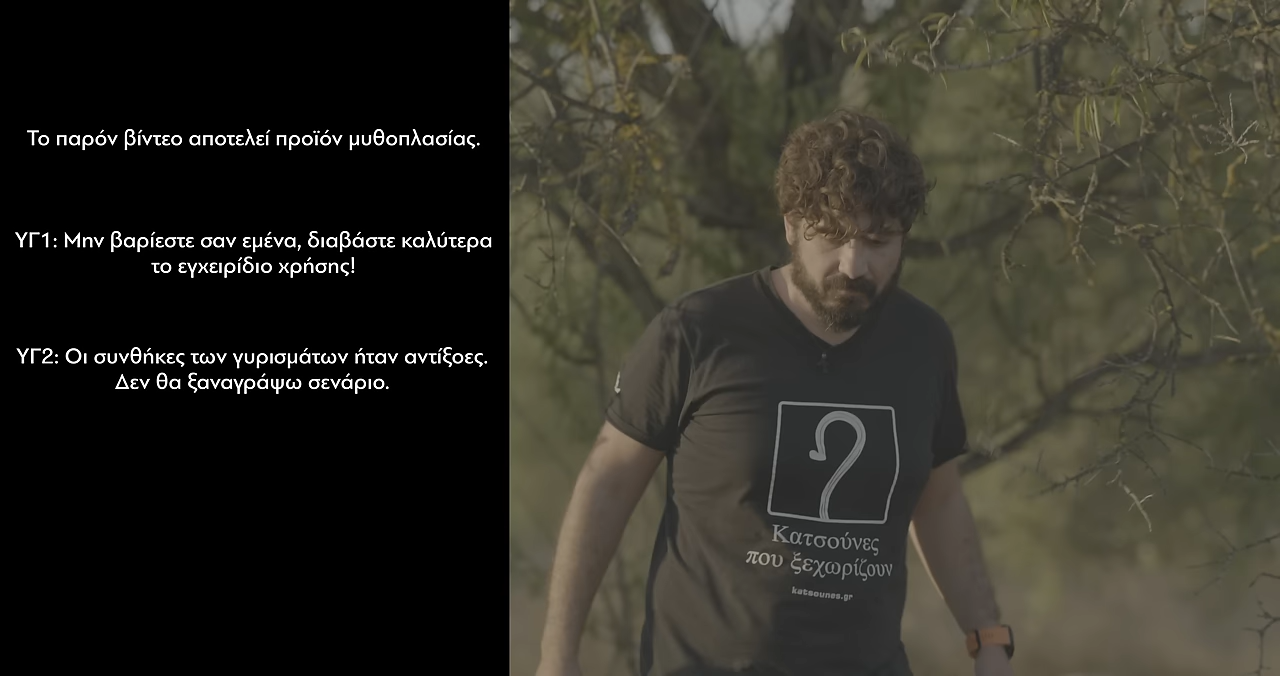 Το παρόν βίντεο αποτελεί προϊόν μυθοπλασίας.
ΥΓ1: Μην βαρίεστε σαν εμένα, διαβάστε καλύτερα
το εγχειρίδιο χρήσης!
ΥΓ2: Οι συνθήκες των γυρισμάτων ήταν αντίξοες.
Δεν θα ξαναγράψω σενάριο.
Κατσούνες
που ξεχωρίζουν
katsounes.gr